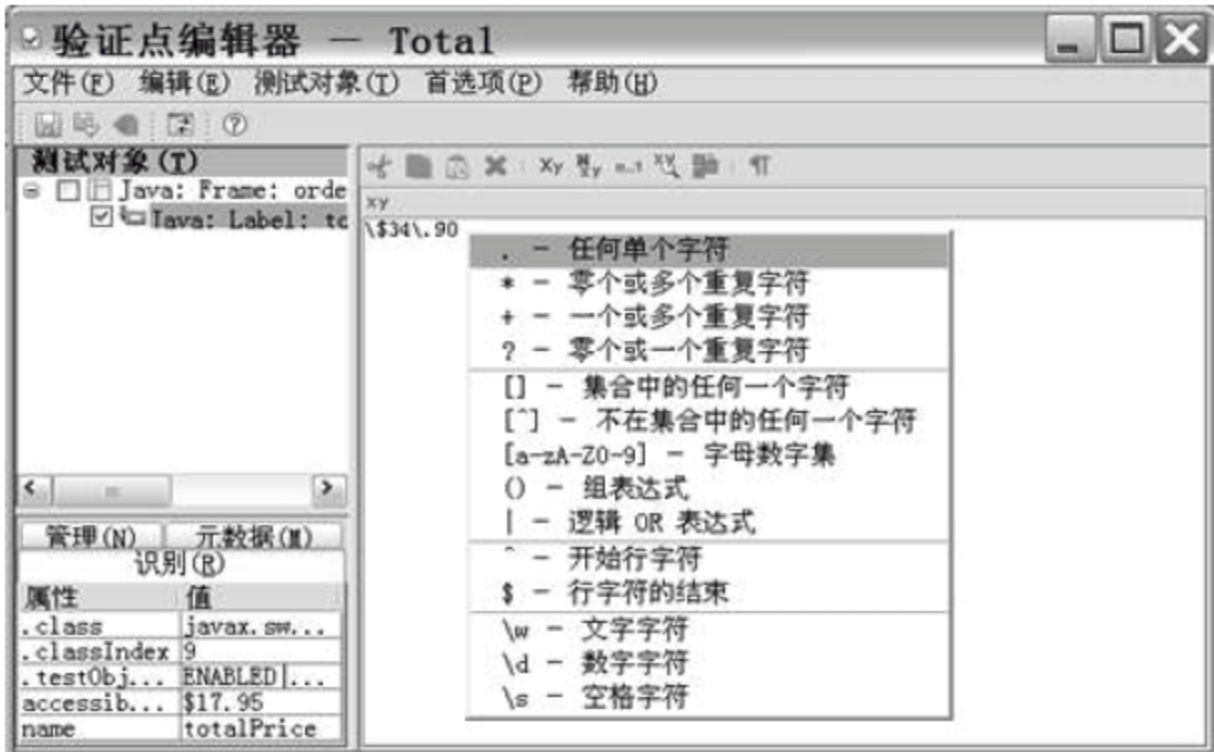 验证点编辑器 － Total
文件(F) 编辑(E) 测试对象(T) 首选项(P) 帮助(H)
测试对象(T)
Java: Frame: orde
Java: Label: to
xy
\$34\.90
. － 任何单个字符
* － 零个或多个重复字符
+ － 一个或多个重复字符
? － 零个或一个重复字符
[] － 集合中的任何一个字符
[^] － 不在集合中的任何一个字符
[a-zA-Z0-9] － 字母数字集
() － 组表达式
| － 逻辑 OR 表达式
^ － 开始行字符
$ － 行字符的结束
\w － 文字字符
\d － 数字字符
\s － 空格字符
管理(N) 元数据(M)
识别(R)
属性 值
.class javax.sw...
.classIndex 9
.testObj... ENABLED|...
accessib... $17.95
name totalPrice